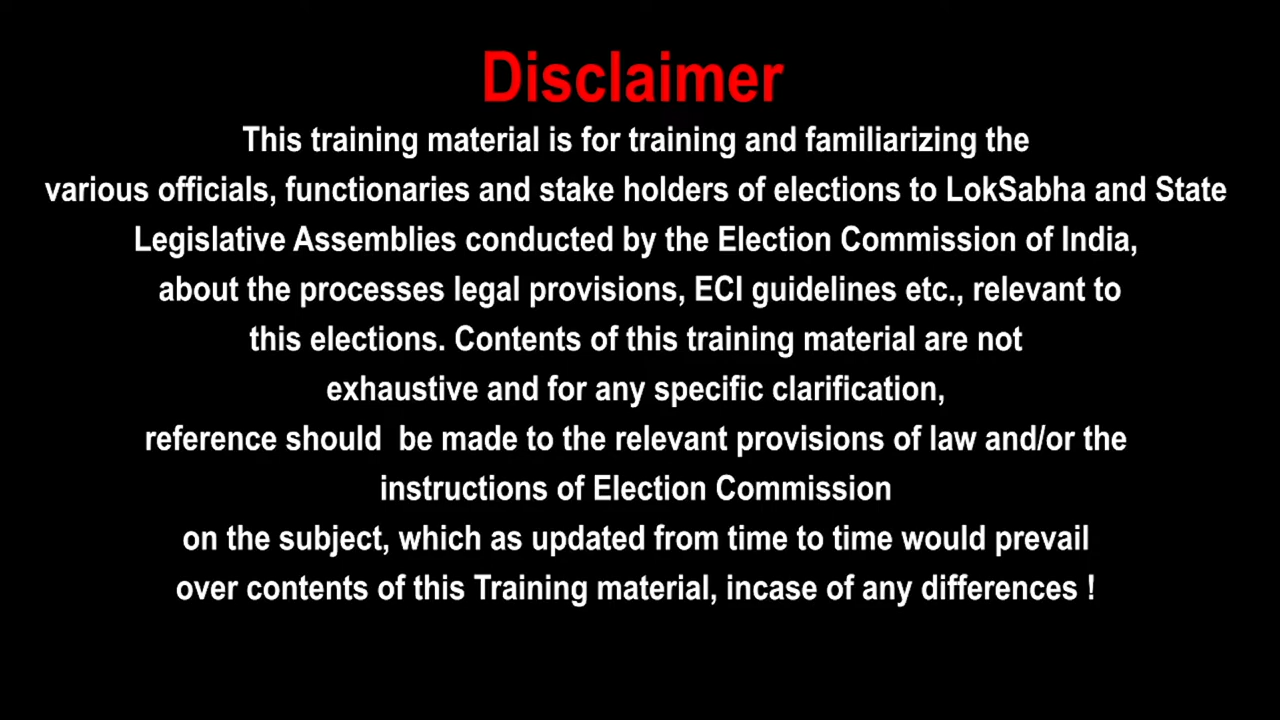 Disclaimer
This training material is for training and familiarizing the
various officials, functionaries and stake holders of elections to LokSabha and State
Legislative Assemblies conducted by the Election Commission of India,
about the processes legal provisions, ECI guidelines etc., relevant to
this elections. Contents of this training material are not
exhaustive and for any specific clarification,
reference should  be made to the relevant provisions of law and/or the
instructions of Election Commission
on the subject, which as updated from time to time would prevail
over contents of this Training material, incase of any differences !